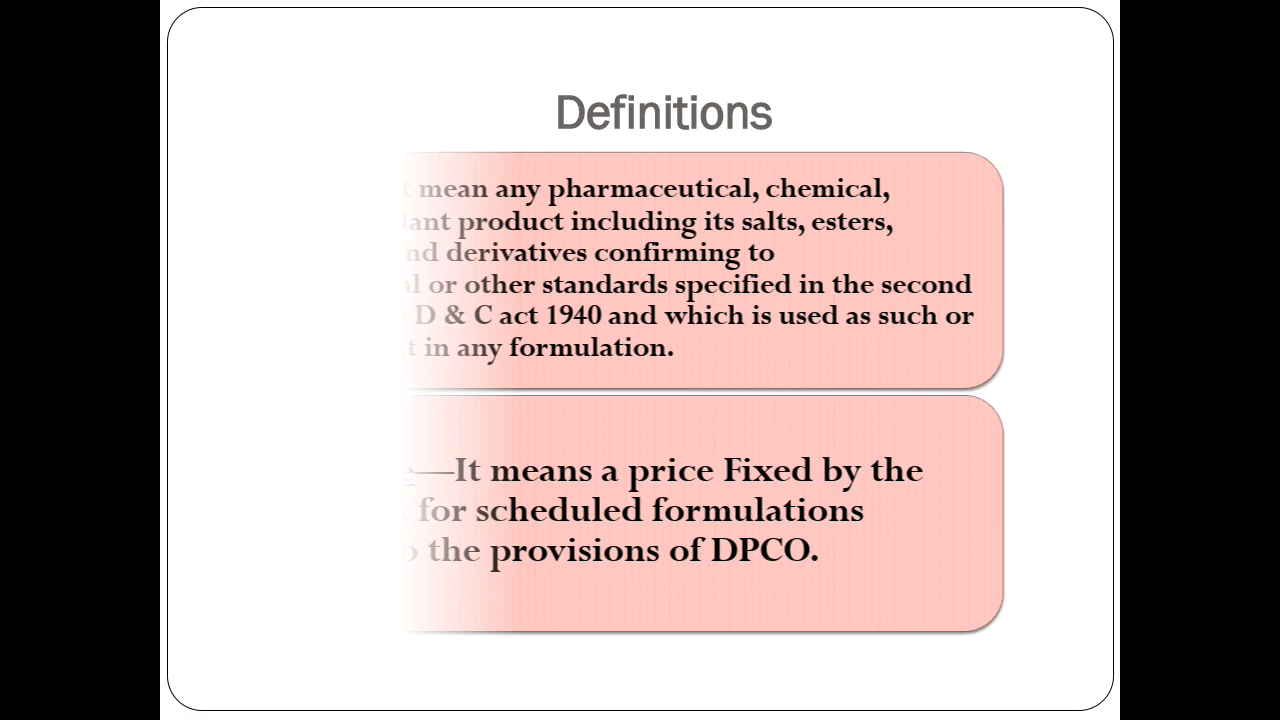 Definitions
mean any pharmaceutical, chemical,
product including its salts, esters,
derivatives confirming to
or other standards specified in the second
D & C act 1940 and which is used as such or
in any formulation.
—It means a price Fixed by the
for scheduled formulations
the provisions of DPCO.